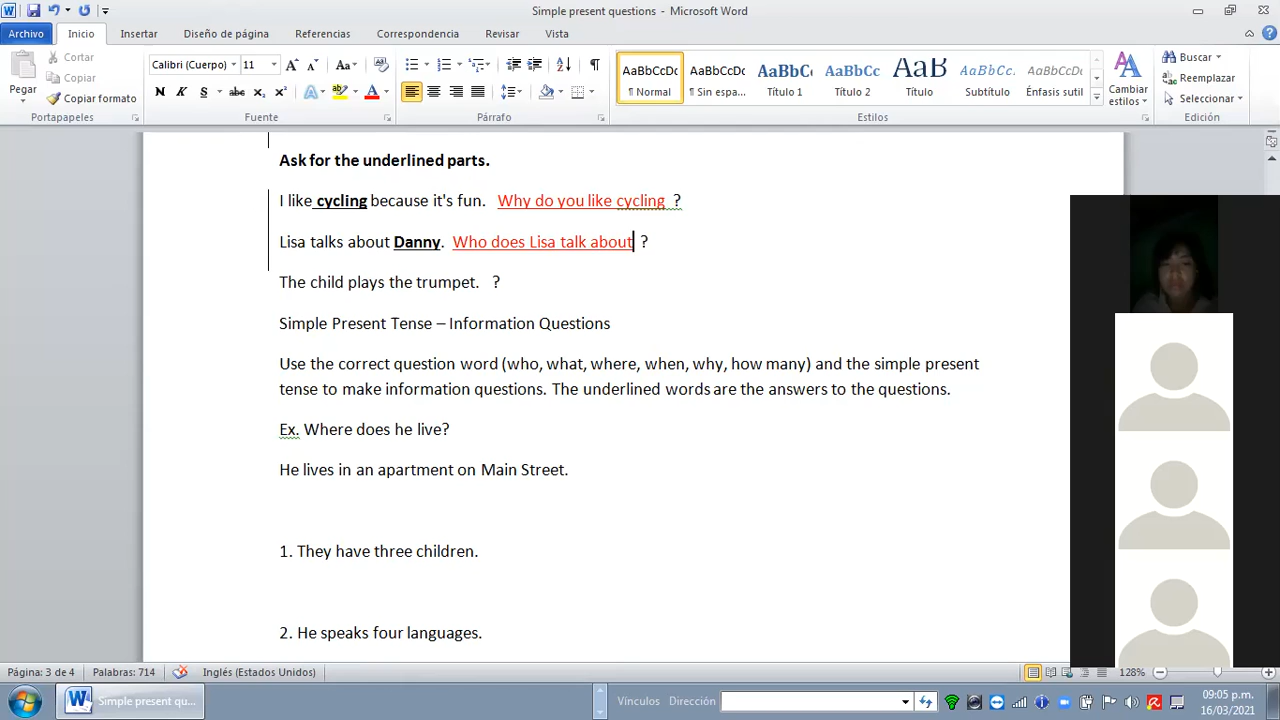 Simple present questions - Microsoft Word
Archivo Inicio Insertar Diseño de página Referencias Correspondencia Revisar Vista
Pegar
Cortar
Copiar
Copiar formato
Portapapeles
Calibri (Cuerpo) 11
Aa
N K S abc x₂ x²
Fuente
Párrafo
AaBbCcDc AaBbCcDc AaBbC AaBbCc AaB AaBbCc. AaBbCcDc
¶ Normal ¶ Sin espa... Título 1 Título 2 Título Subtítulo Énfasis sutil
Cambiar estilos
Estilos
Buscar
Reemplazar
Seleccionar
Edición
Ask for the underlined parts.
I like cycling because it's fun. Why do you like cycling ?
Lisa talks about Danny. Who does Lisa talk about ?
The child plays the trumpet. ?
Simple Present Tense – Information Questions
Use the correct question word (who, what, where, when, why, how many) and the simple present
tense to make information questions. The underlined words are the answers to the questions.
Ex. Where does he live?
He lives in an apartment on Main Street.
1. They have three children.
2. He speaks four languages.
Página: 3 de 4 Palabras: 714 Inglés (Estados Unidos) 128%
Simple present qu... Vínculos Dirección 09:05 p.m.
16/03/2021